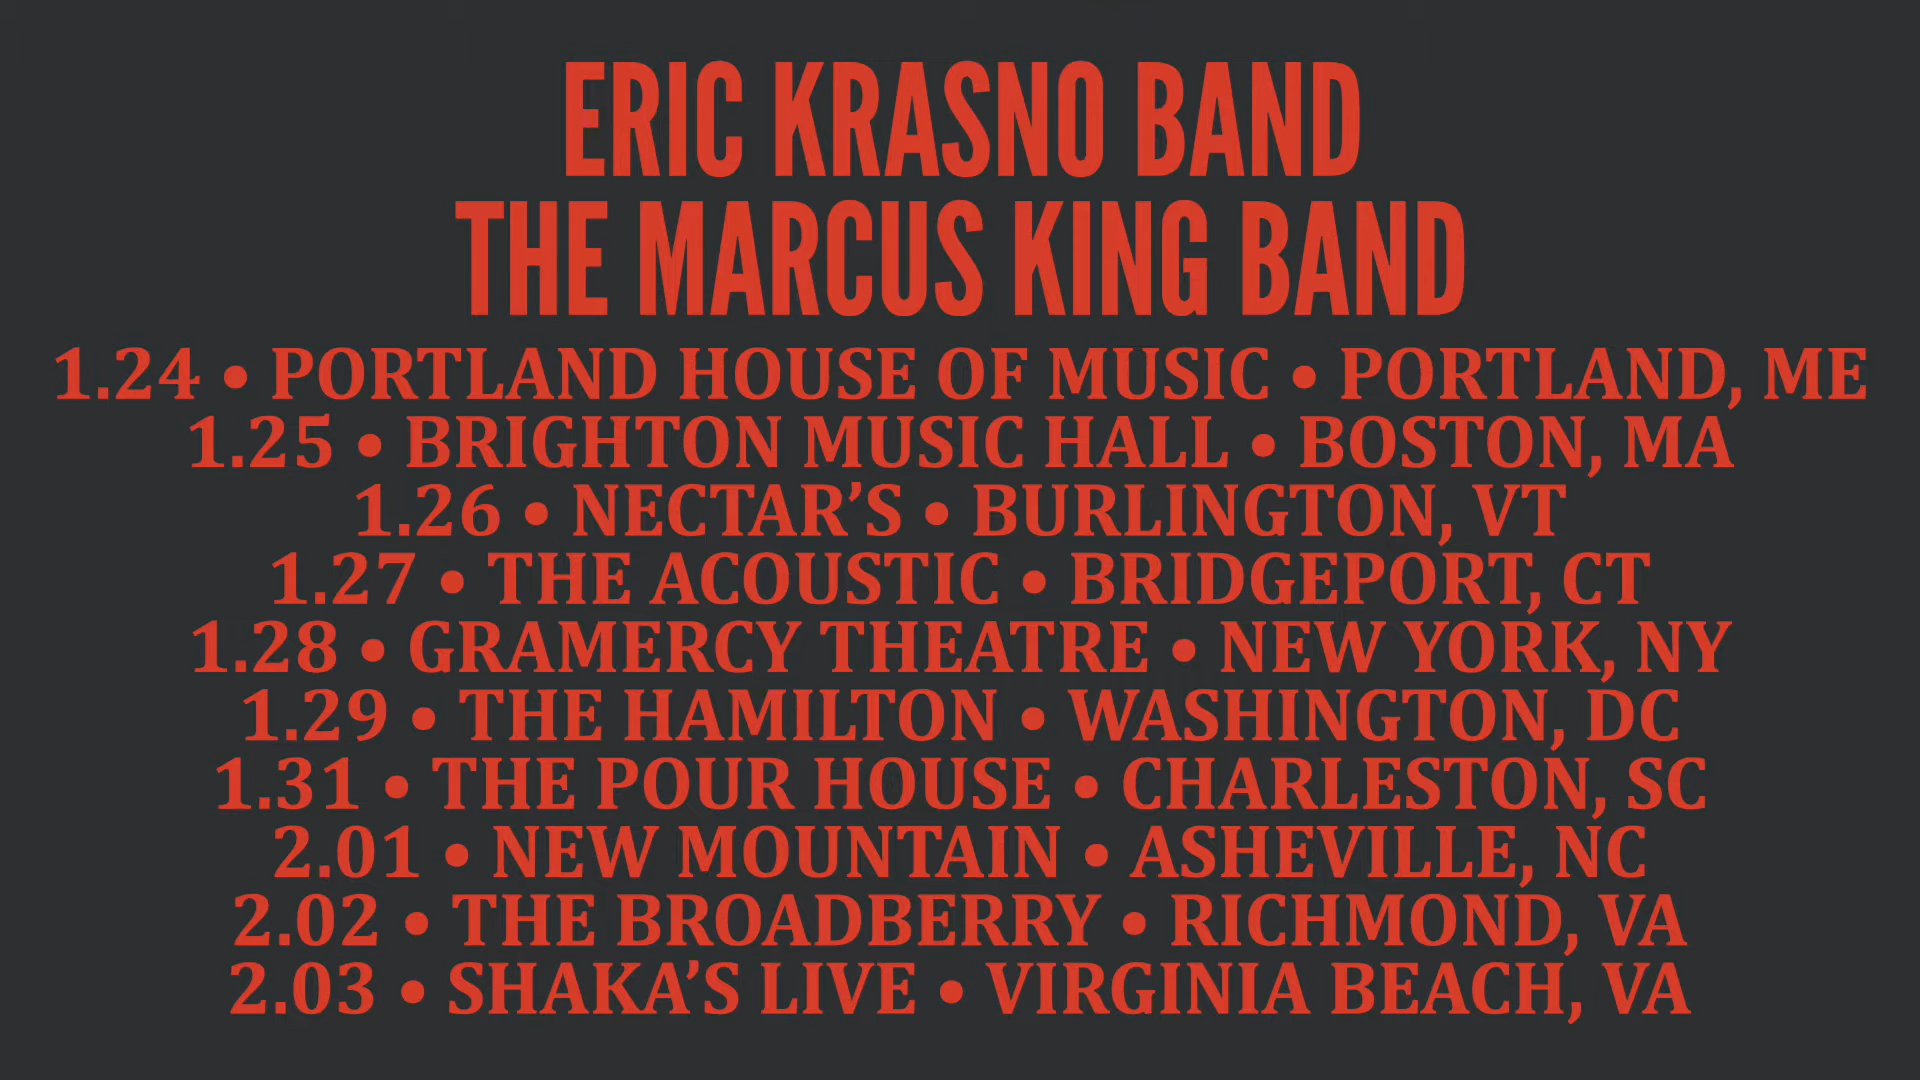 ERIC KRASNO BAND
THE MARCUS KING BAND
1.24 • PORTLAND HOUSE OF MUSIC • PORTLAND, ME
1.25 • BRIGHTON MUSIC HALL • BOSTON, MA
1.26 • NECTAR’S • BURLINGTON, VT
1.27 • THE ACOUSTIC • BRIDGEPORT, CT
1.28 • GRAMERCY THEATRE • NEW YORK, NY
1.29 • THE HAMILTON • WASHINGTON, DC
1.31 • THE POUR HOUSE • CHARLESTON, SC
2.01 • NEW MOUNTAIN • ASHEVILLE, NC
2.02 • THE BROADBERRY • RICHMOND, VA
2.03 • SHAKA’S LIVE • VIRGINIA BEACH, VA